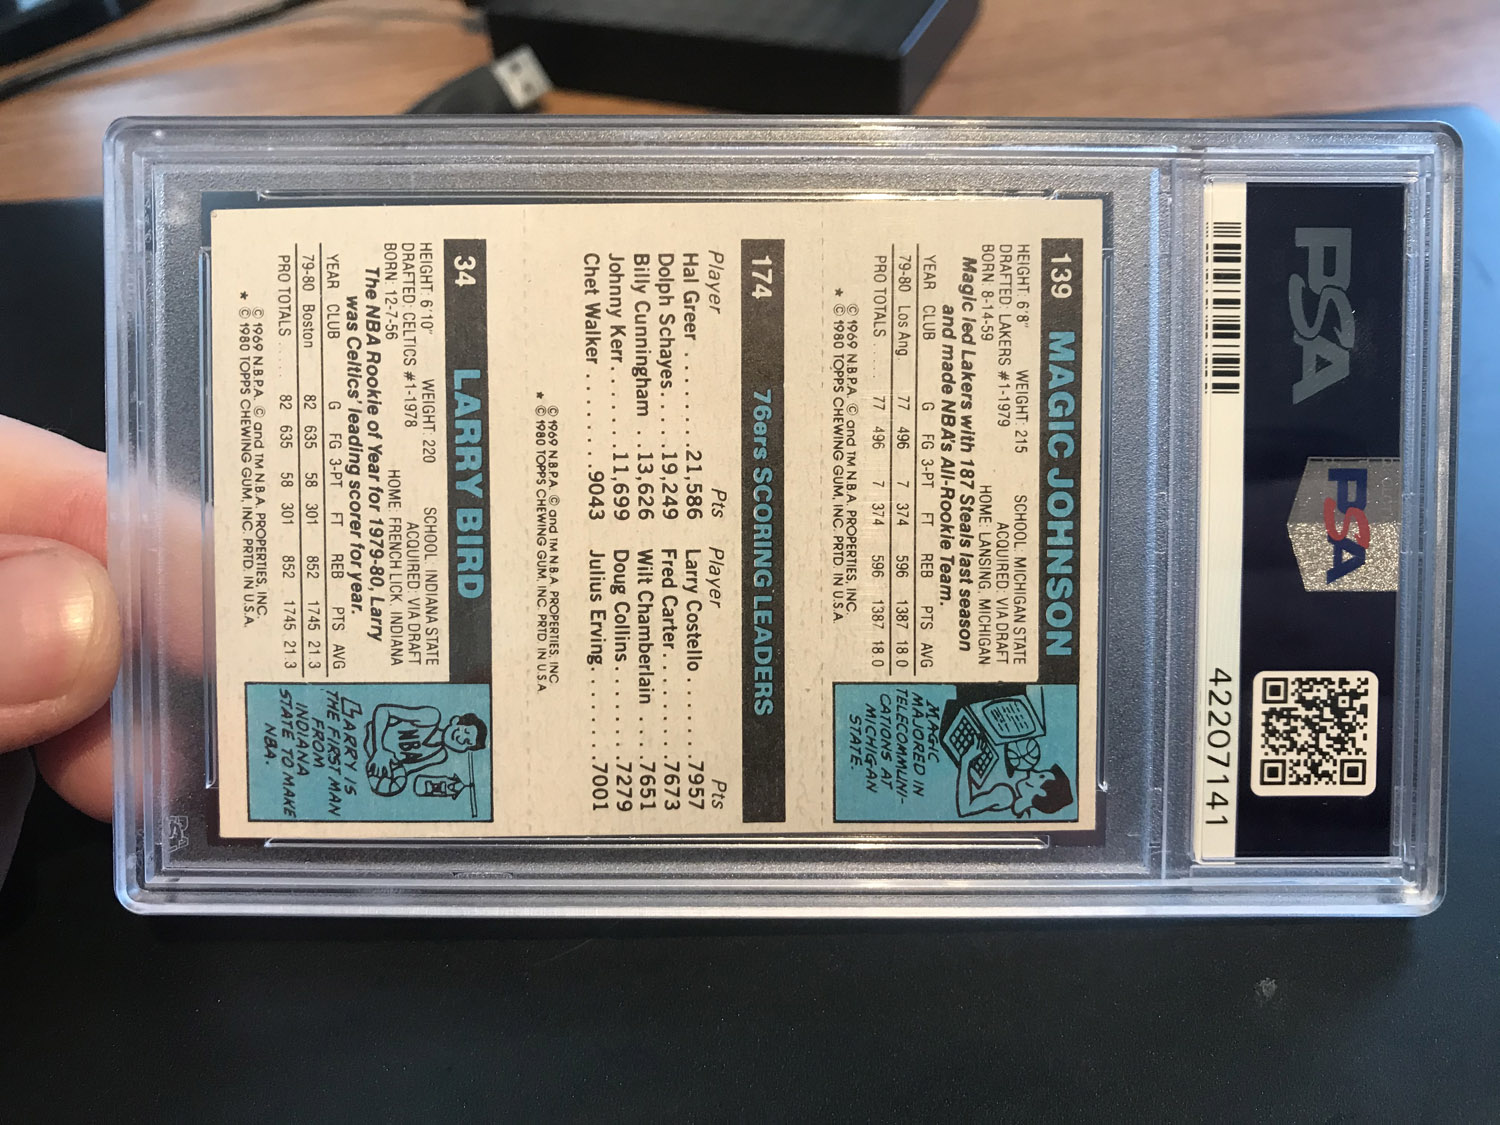 PSA
PSA
42207141
139 MAGIC JOHNSON
HEIGHT: 6'8" WEIGHT: 215 SCHOOL: MICHIGAN STATE
DRAFTED: LAKERS #1-1979 ACQUIRED: VIA DRAFT
BORN: 8-14-59 HOME: LANSING, MICHIGAN
Magic led Lakers with 187 Steals last season
and made NBA's All-Rookie Team.
YEAR CLUB G FG 3-PT FT REB PTS AVG
79-80 Los Ang. 77 496 7 374 596 1387 18.0
PRO TOTALS .... 77 496 7 374 596 1387 18.0
© 1969 N.B.P.A. © and TM N.B.A. PROPERTIES, INC.
* © 1980 TOPPS CHEWING GUM, INC. PRTD. IN U.S.A.
MAGIC
MAJORED IN
TELECOMMUNI-
CATIONS AT
MICHIGAN
STATE.
174 76ers SCORING LEADERS
Player Pts Player Pts
Hal Greer ........21,586 Larry Costello ......7957
Dolph Schayes.....19,249 Fred Carter........7673
Billy Cunningham ..13,626 Wilt Chamberlain ...7651
Johnny Kerr.......11,699 Doug Collins.......7279
Chet Walker .......9043 Julius Erving.......7001
© 1969 N.B.P.A. © and TM N.B.A. PROPERTIES, INC.
* © 1980 TOPPS CHEWING GUM, INC. PRTD. IN U.S.A.
34 LARRY BIRD
HEIGHT: 6'10" WEIGHT: 220 SCHOOL: INDIANA STATE
DRAFTED: CELTICS #1-1978 ACQUIRED: VIA DRAFT
BORN: 12-7-56 HOME: FRENCH LICK, INDIANA
The NBA Rookie of Year for 1979-80, Larry
was Celtics' leading scorer for year.
YEAR CLUB G FG 3-PT FT REB PTS AVG
79-80 Boston 82 635 58 301 852 1745 21.3
PRO TOTALS .... 82 635 58 301 852 1745 21.3
© 1969 N.B.P.A. © and TM N.B.A. PROPERTIES, INC.
* © 1980 TOPPS CHEWING GUM, INC. PRTD. IN U.S.A.
NBA
LARRY IS
THE FIRST MAN
FROM
INDIANA
STATE TO MAKE
NBA.
PSA